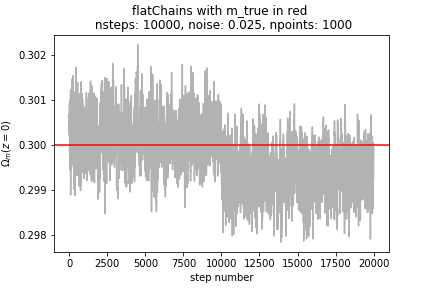 flatChains with m_true in red
nsteps: 10000, noise: 0.025, npoints: 1000
0.302
0.301
0.300
0.299
0.298
Ωm(z = 0)
0 2500 5000 7500 10000 12500 15000 17500 20000
step number